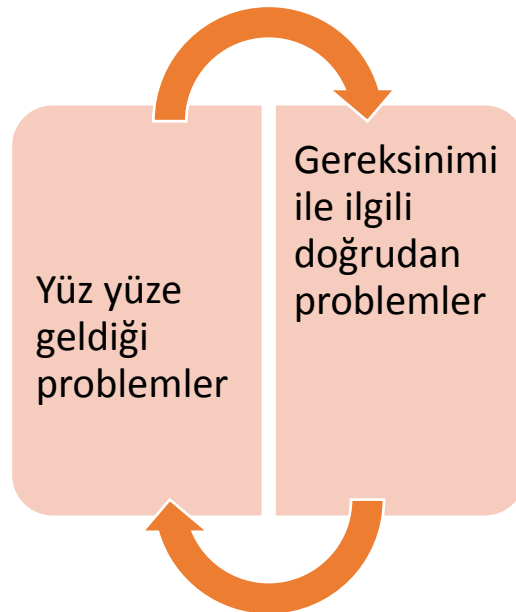 Yüz yüze
geldiği
problemler
Gereksinimi
ile ilgili
doğrudan
problemler